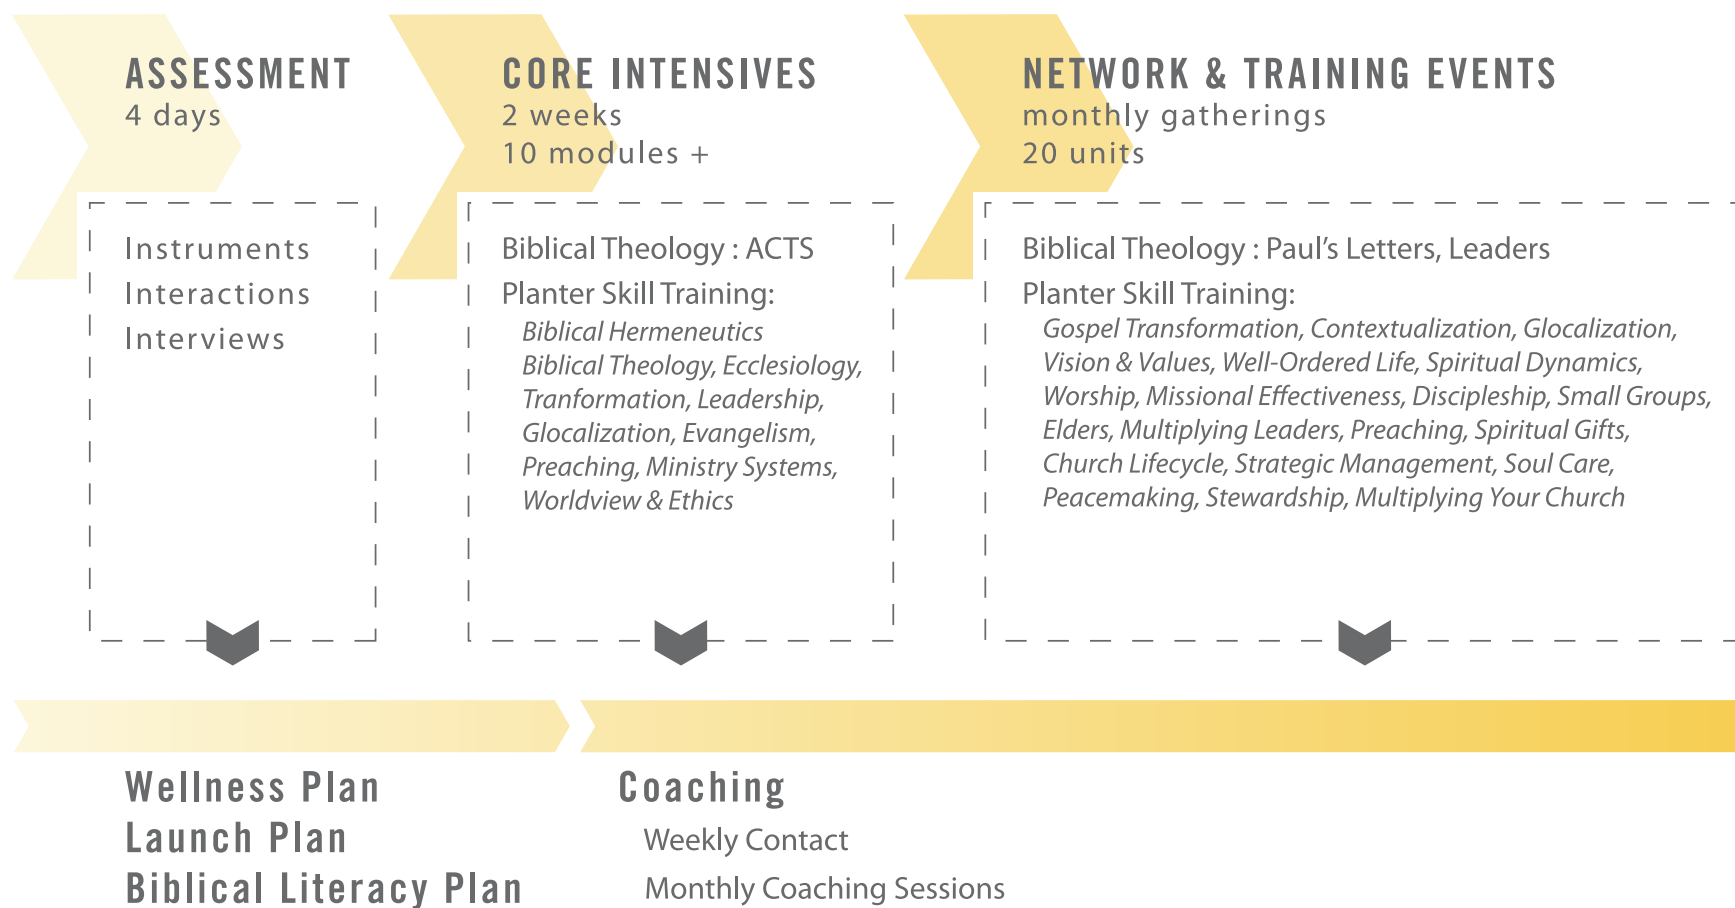 ASSESSMENT
4 days
Instruments
Interactions
Interviews
CORE INTENSIVES
2 weeks
10 modules +
Biblical Theology : ACTS
Planter Skill Training:
Biblical Hermeneutics
Biblical Theology, Ecclesiology,
Tranformation, Leadership,
Glocalization, Evangelism,
Preaching, Ministry Systems,
Worldview & Ethics
NETWORK & TRAINING EVENTS
monthly gatherings
20 units
Biblical Theology : Paul’s Letters, Leaders
Planter Skill Training:
Gospel Transformation, Contextualization, Glocalization,
Vision & Values, Well-Ordered Life, Spiritual Dynamics,
Worship, Missional Effectiveness, Discipleship, Small Groups,
Elders, Multiplying Leaders, Preaching, Spiritual Gifts,
Church Lifecycle, Strategic Management, Soul Care,
Peacemaking, Stewardship, Multiplying Your Church
Wellness Plan
Launch Plan
Biblical Literacy Plan
Coaching
Weekly Contact
Monthly Coaching Sessions